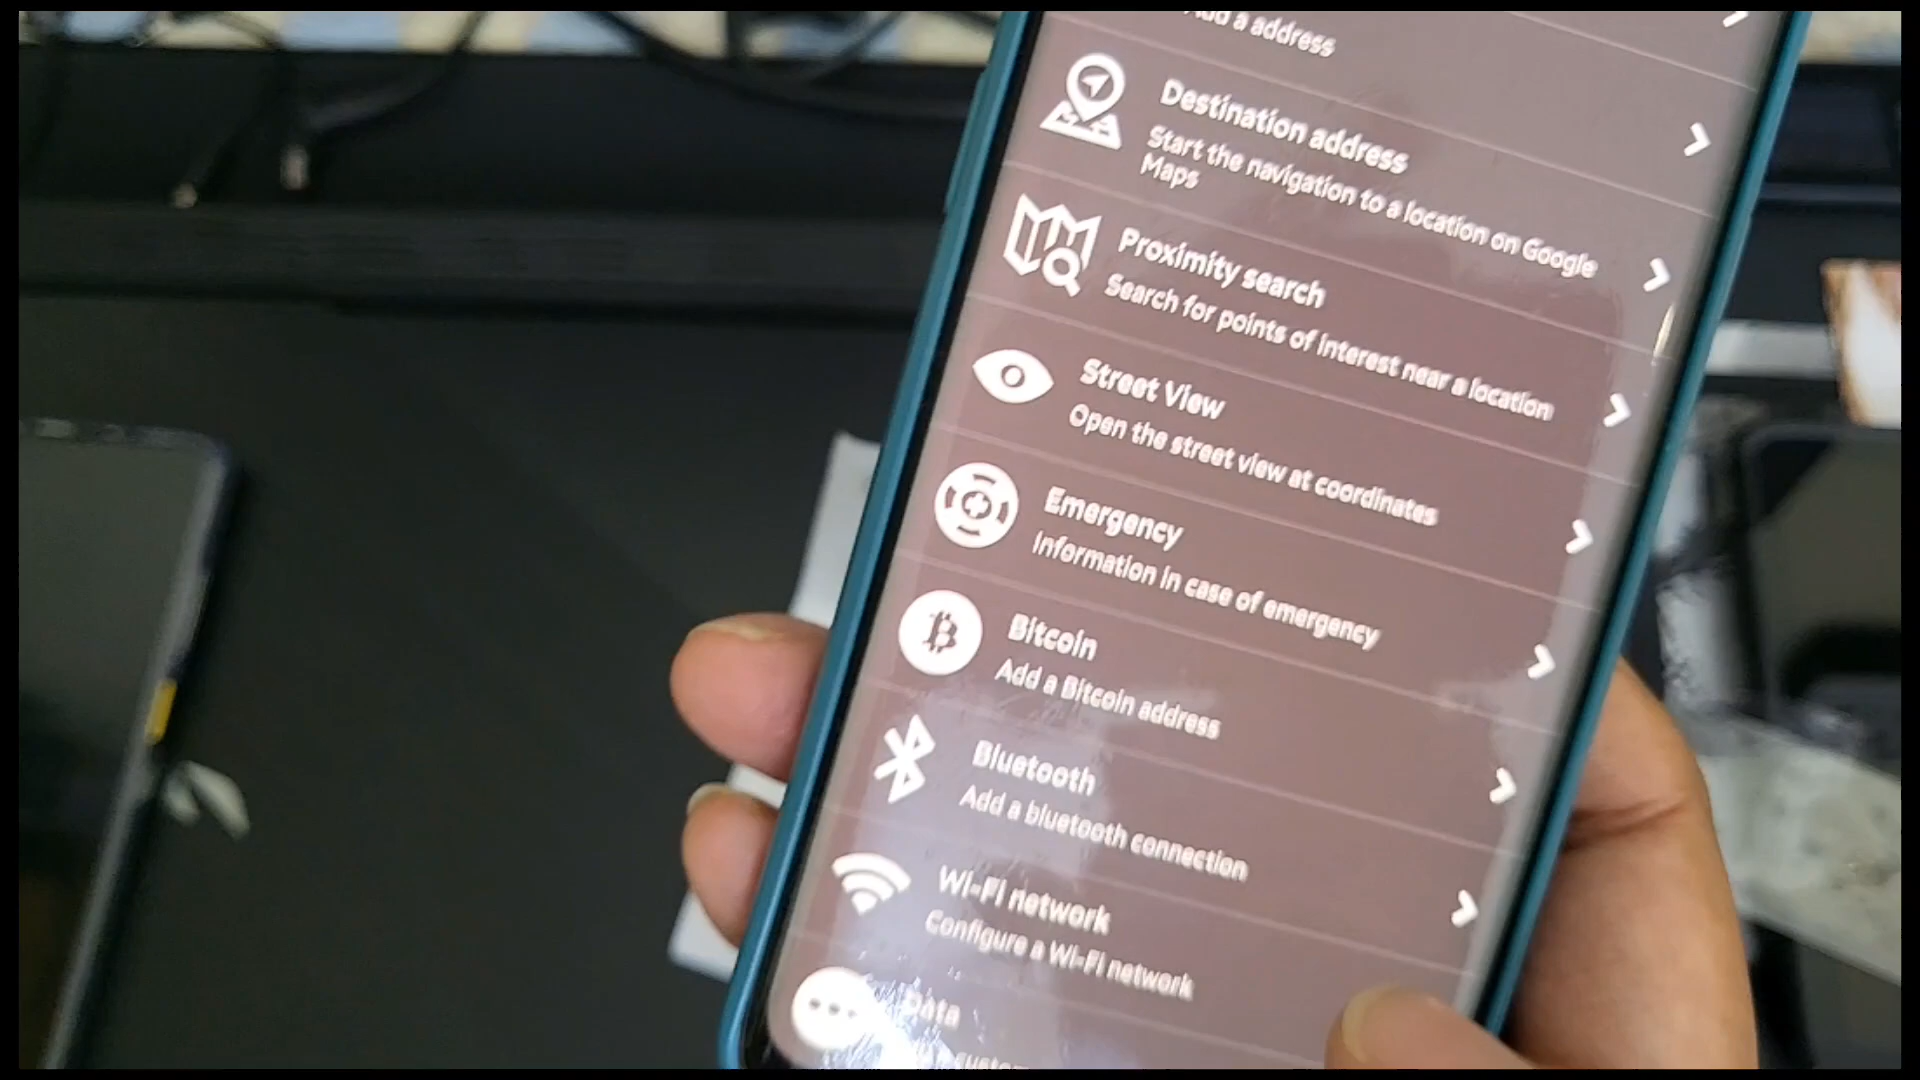 Add a address
Destination address
Start the navigation to a location on Google
Maps
Proximity search
Search for points of interest near a location
Street View
Open the street view at coordinates
Emergency
Information in case of emergency
Bitcoin
Add a Bitcoin address
Bluetooth
Add a bluetooth connection
Wi-Fi network
Configure a Wi-Fi network
Data